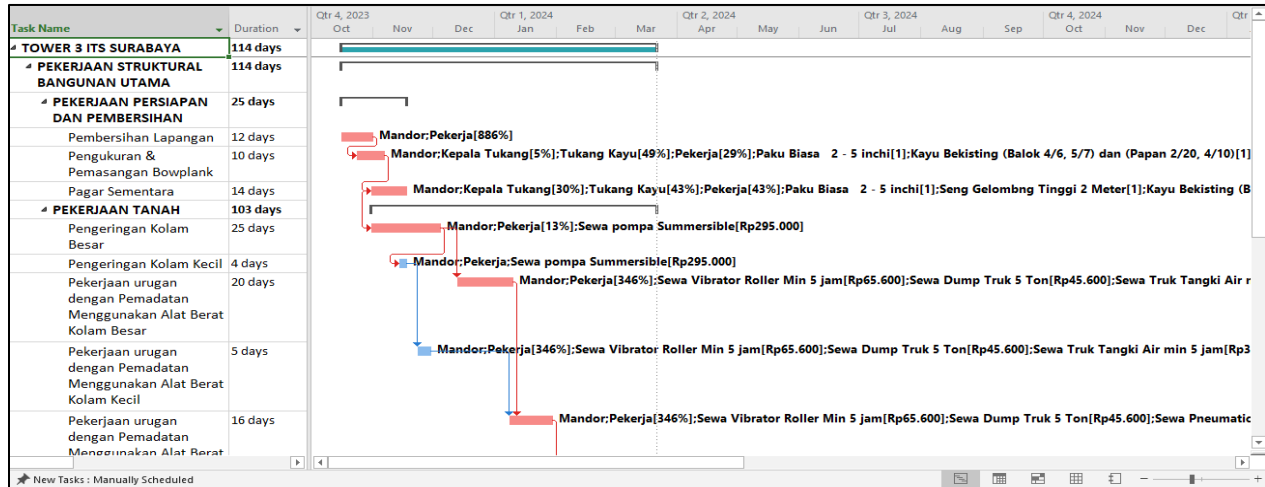 Qtr 4, 2023 Qtr 1, 2024 Qtr 2, 2024 Qtr 3, 2024 Qtr 4, 2024 Qtr
Task Name Duration Oct Nov Dec Jan Feb Mar Apr May Jun Jul Aug Sep Oct Nov Dec
TOWER 3 ITS SURABAYA 114 days
PEKERJAAN STRUKTURAL 114 days
BANGUNAN UTAMA
PEKERJAAN PERSIAPAN 25 days
DAN PEMBERSIHAN
Pembersihan Lapangan 12 days Mandor;Pekerja[886%]
Pengukuran & 10 days Mandor;Kepala Tukang[5%];Tukang Kayu[49%];Pekerja[29%];Paku Biasa 2 - 5 inchi[1];Kayu Bekisting (Balok 4/6, 5/7) dan (Papan 2/20, 4/10)[1]
Pemasangan Bowplank
Pagar Sementara 14 days Mandor;Kepala Tukang[30%];Tukang Kayu[43%];Pekerja[43%];Paku Biasa 2 - 5 inchi[1];Seng Gelombng Tinggi 2 Meter[1];Kayu Bekisting (B
PEKERJAAN TANAH 103 days
Pengeringan Kolam 25 days Mandor;Pekerja[13%];Sewa pompa Summersible[Rp295.000]
Besar
Pengeringan Kolam Kecil 4 days Mandor;Pekerja;Sewa pompa Summersible[Rp295.000]
Pekerjaan urugan 20 days Mandor;Pekerja[346%];Sewa Vibrator Roller Min 5 jam[Rp65.600];Sewa Dump Truk 5 Ton[Rp45.600];Sewa Truk Tangki Air r
dengan Pemadatan
Menggunakan Alat Berat
Kolam Besar
Pekerjaan urugan 5 days Mandor;Pekerja[346%];Sewa Vibrator Roller Min 5 jam[Rp65.600];Sewa Dump Truk 5 Ton[Rp45.600];Sewa Truk Tangki Air min 5 jam[Rp3
dengan Pemadatan
Menggunakan Alat Berat
Kolam Kecil
Pekerjaan urugan 16 days Mandor;Pekerja[346%];Sewa Vibrator Roller Min 5 jam[Rp65.600];Sewa Dump Truk 5 Ton[Rp45.600];Sewa Pneumatic
dengan Pemadatan
Menggunakan Alat Berat
New Tasks : Manually Scheduled